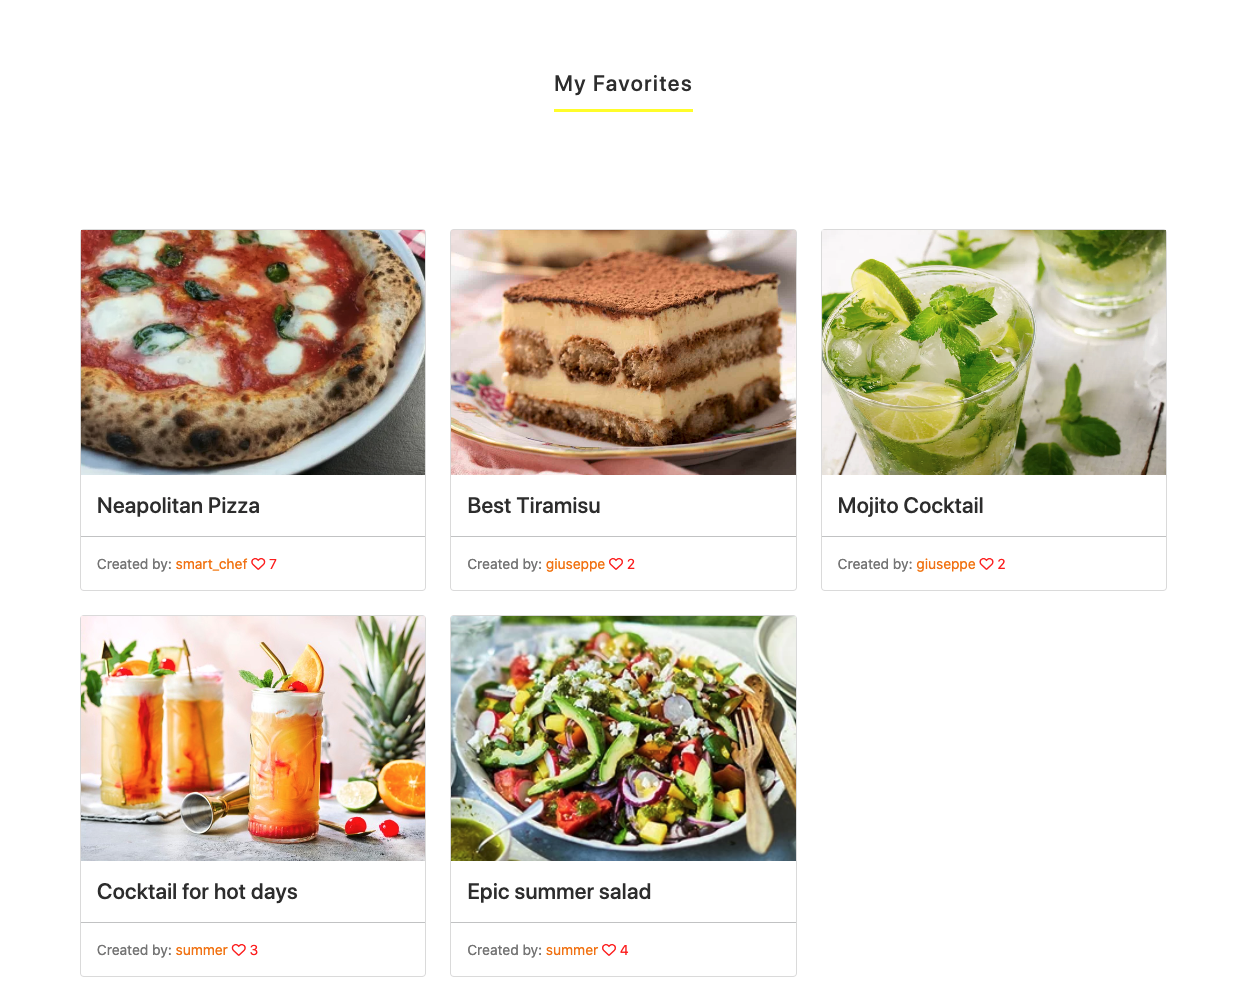 My Favorites
Neapolitan Pizza
Created by: smart_chef 7
Best Tiramisu
Created by: giuseppe 2
Mojito Cocktail
Created by: giuseppe 2
Cocktail for hot days
Created by: summer 3
Epic summer salad
Created by: summer 4